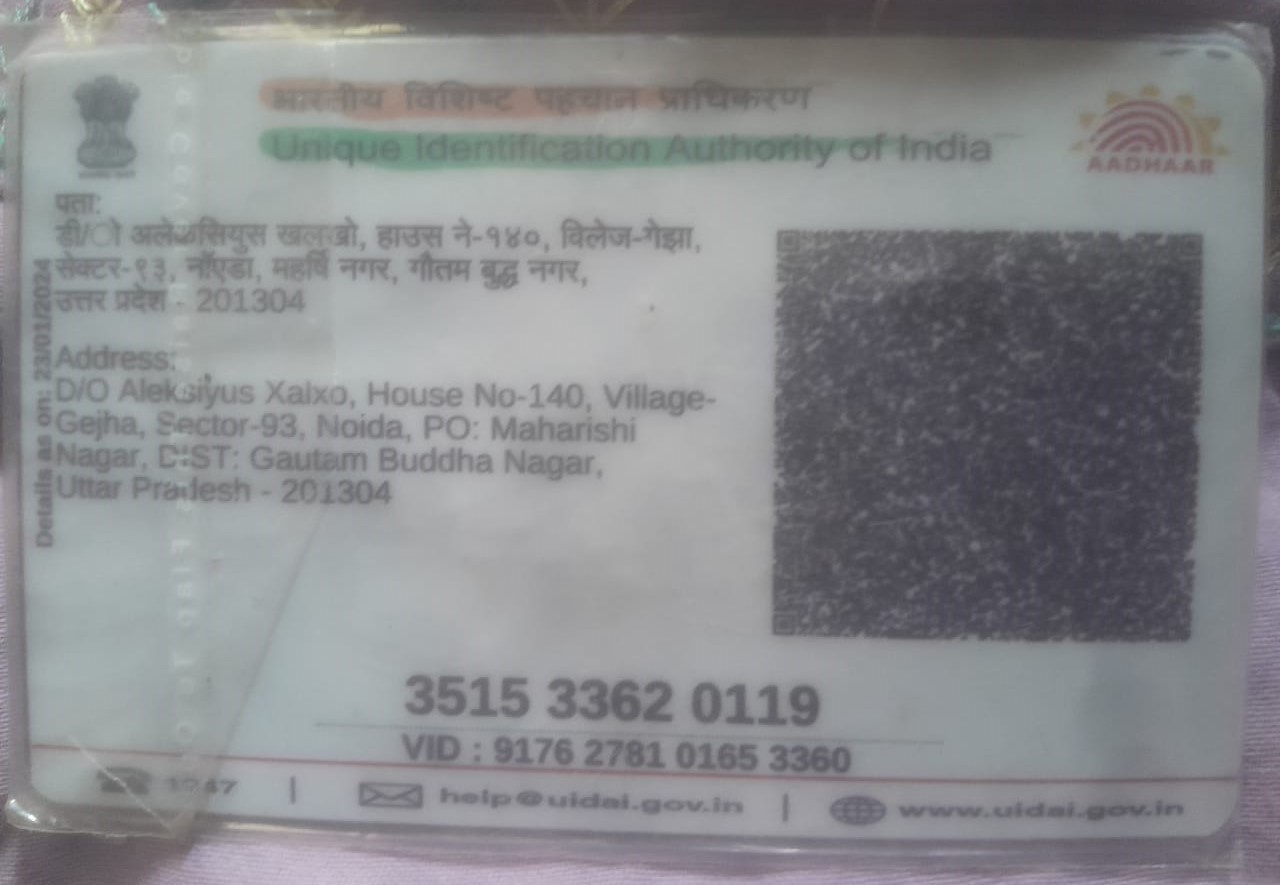 भारतीय विशिष्ट पहचान प्राधिकरण
Unique Identification Authority of India
AADHAAR
पता:
डी/ो अलेकसियुस खलखो, हाउस ने-१४०, विलेज-गेझा,
सेक्टर-९३, नॉएडा, महर्षि नगर, गौतम बुद्ध नगर,
उत्तर प्रदेश - 201304
Details as on: 23/01/2024
Address:
D/O Aleksiyus Xalxo, House No-140, Village-
Gejha, Sector-93, Noida, PO: Maharishi
Nagar, DIST: Gautam Buddha Nagar,
Uttar Pradesh - 201304
3515 3362 0119
VID : 9176 2781 0165 3360
1947 | help@uidai.gov.in | www.uidai.gov.in